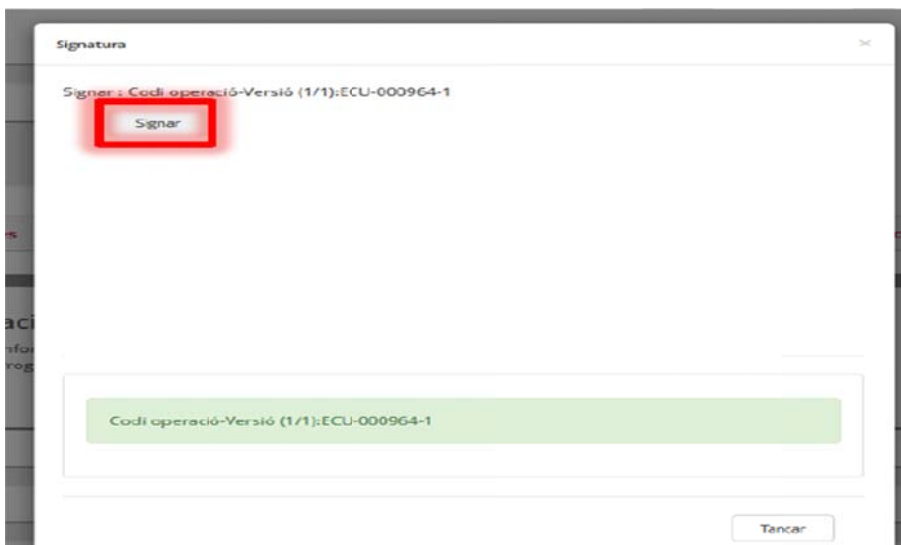 Signatura
Signar : Codi operació-Versió (1/1):ECU-000964-1
Signar
Codi operació-Versió (1/1):ECU-000964-1
Tancar